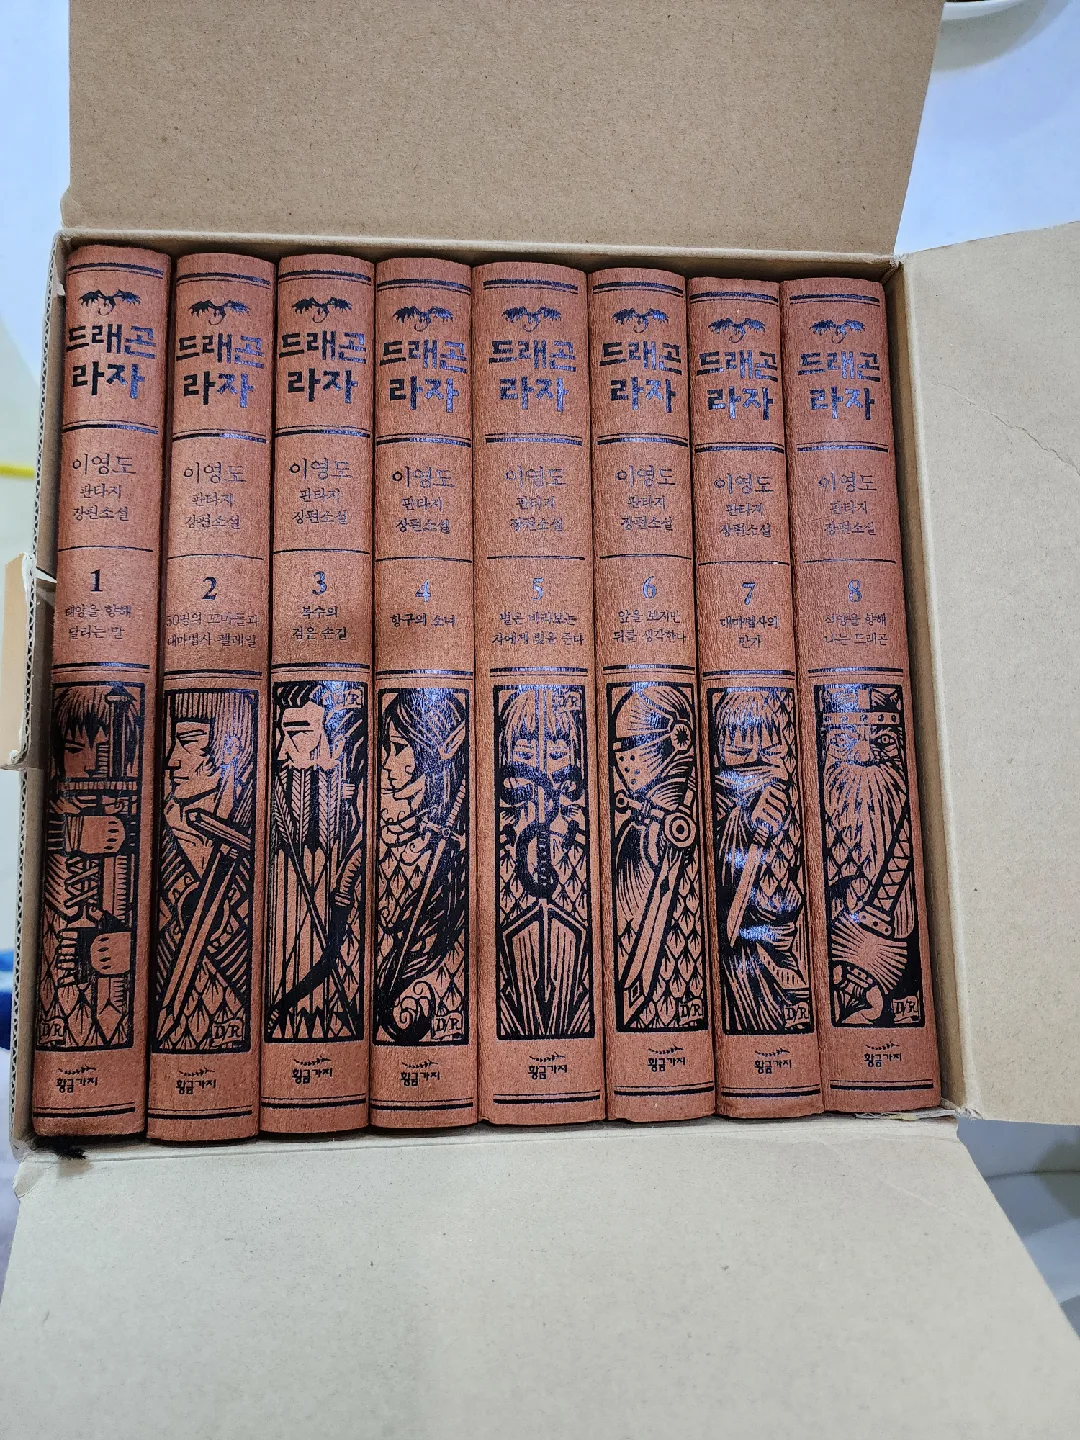 드래곤
라자
이영도
판타지
장편소설
1
태양을 향해
달리는 말
황금가지
드래곤
라자
이영도
판타지
장편소설
2
50명의 꼬마들과
대마법사 펠레일
황금가지
드래곤
라자
이영도
판타지
장편소설
3
복수의
검은 손길
D/R
황금가지
드래곤
라자
이영도
판타지
장편소설
4
항구의 소녀
D/R
황금가지
드래곤
라자
이영도
판타지
장편소설
5
별은 바라보는
자에게 빛을 준다
D/R
황금가지
드래곤
라자
이영도
판타지
장편소설
6
앞을 보지만
뒤를 생각한다
D/R
황금가지
드래곤
라자
이영도
판타지
장편소설
7
대마법사의
만가
D/R
황금가지
드래곤
라자
이영도
판타지
장편소설
8
석양을 향해
나는 드래곤
D/R
황금가지